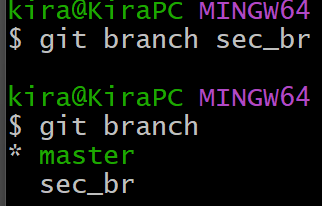 kira@KiraPC MINGW64
$ git branch sec_br
kira@KiraPC MINGW64
$ git branch
* master
sec_br